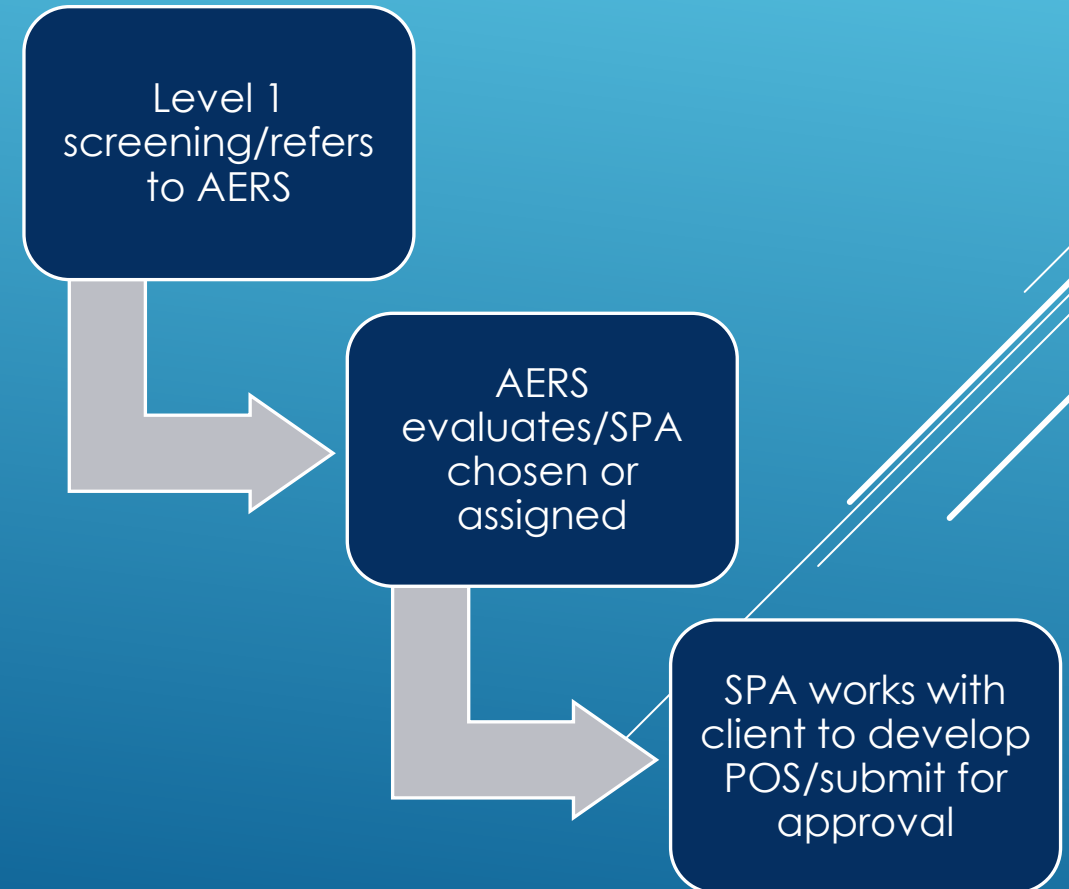 Level 1
screening/refers
to AERS
AERS
evaluates/SPA
chosen or
assigned
SPA works with
client to develop
POS/submit for
approval